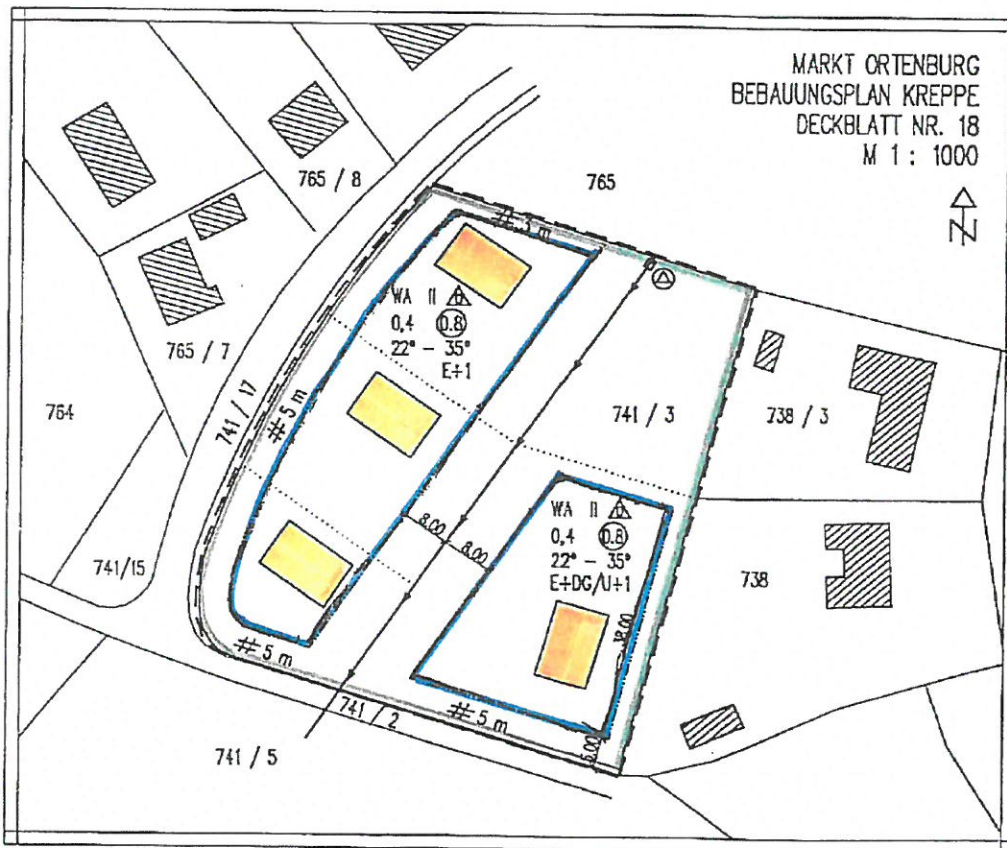 MARKT ORTENBURG
BEBAUUNGSPLAN KREPPE
DECKBLATT NR. 18
M 1 : 1000
N
765 / 8
765
# 5 m
WA II
0,4 0.8
22° - 35°
E+1
765 / 7
764
741 / 17
# 5 m
741 / 3
738 / 3
WA II
0,4 0.8
22° - 35°
E+DG/U+1
8.00
8.00
741/15
738
# 5 m
# 5 m
5.00
741 / 2
741 / 5